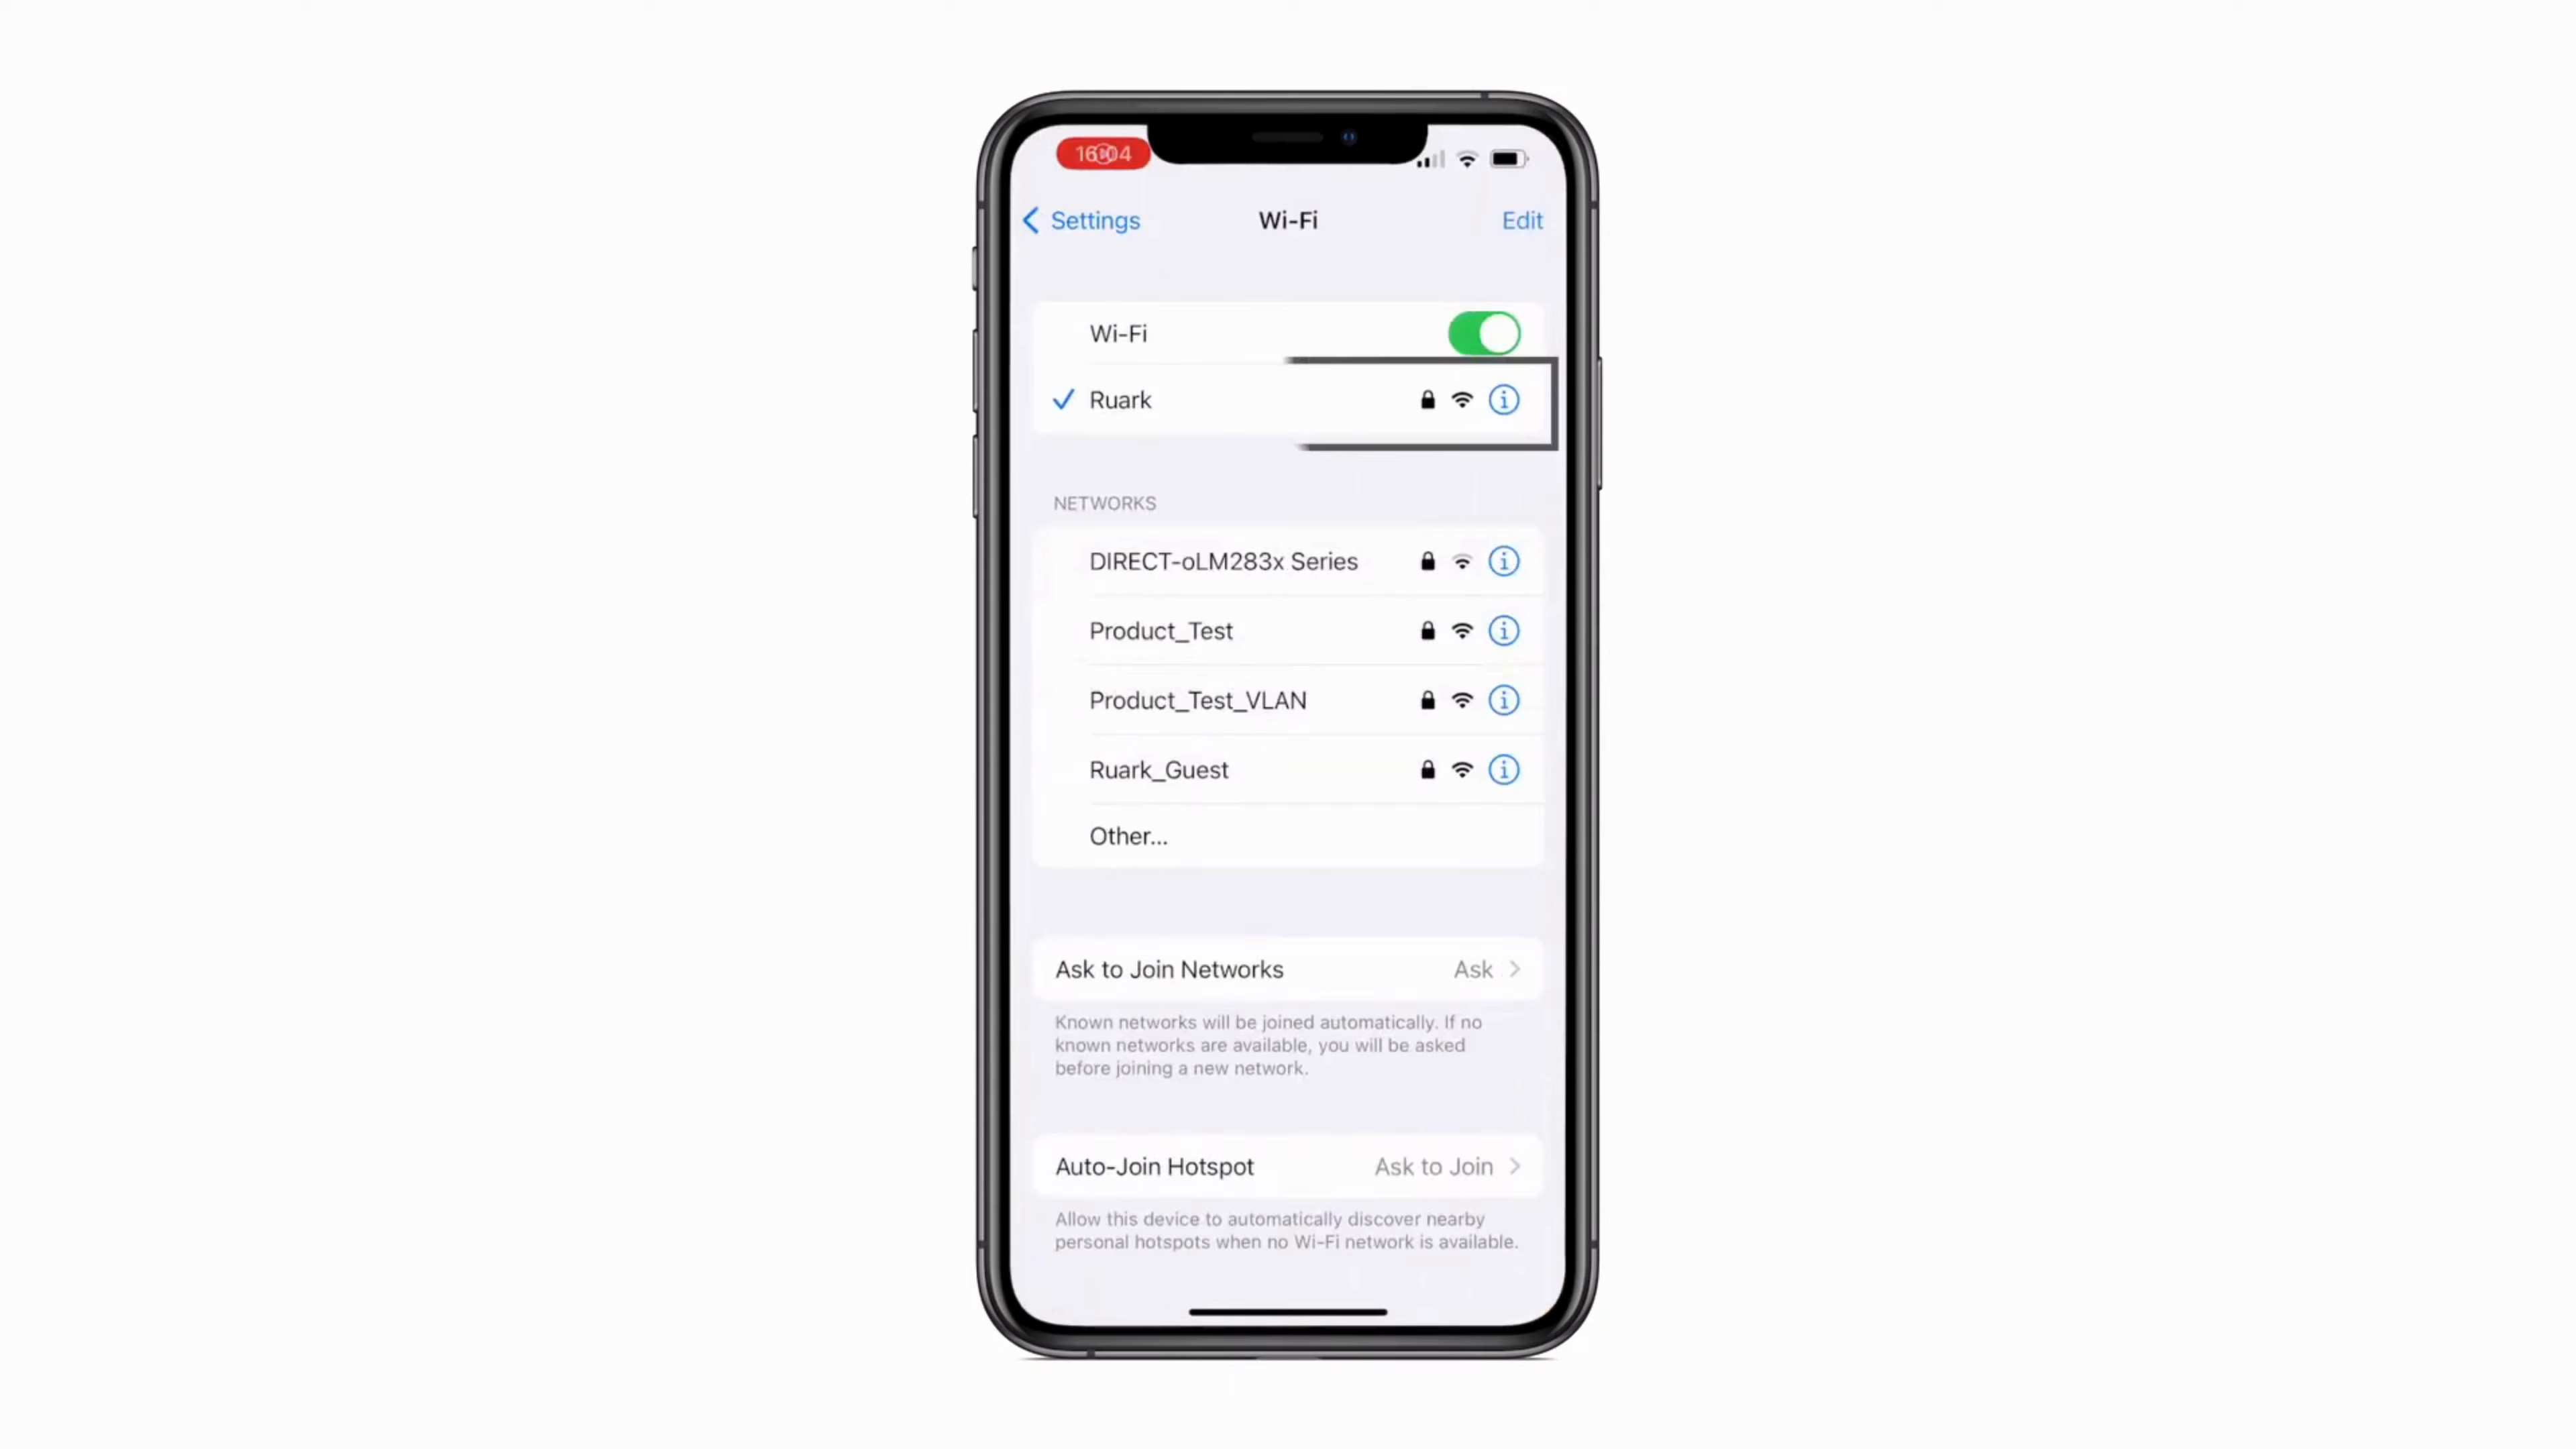 16:04
Settings
Wi-Fi
Edit
Wi-Fi
Ruark
NETWORKS
DIRECT-oLM283x Series
Product_Test
Product_Test_VLAN
Ruark_Guest
Other...
Ask to Join Networks
Ask
Known networks will be joined automatically. If no
known networks are available, you will be asked
before joining a new network.
Auto-Join Hotspot
Ask to Join
Allow this device to automatically discover nearby
personal hotspots when no Wi-Fi network is available.